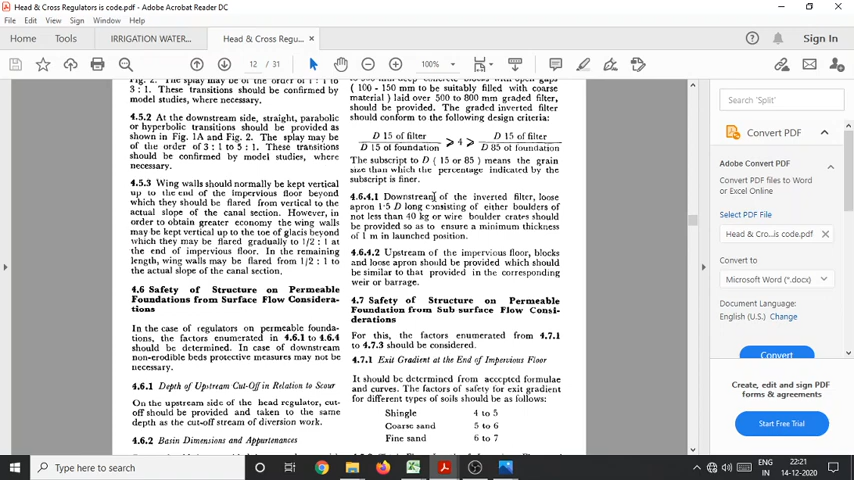 Head & Cross Regulators is code.pdf - Adobe Acrobat Reader DC
File Edit View Sign Window Help
Home Tools IRRIGATION WATER... Head & Cross Regu... × Sign In
12 / 31 100%
Fig. 2. The splay may be of the order of 1 : 1 to
3 : 1. These transitions should be confirmed by
model studies, where necessary.
4.5.2 At the downstream side, straight, parabolic
or hyperbolic transitions should be provided as
shown in Fig. 1A and Fig. 2. The splay may be
of the order of 3 : 1 to 5 : 1. These transitions
should be confirmed by model studies, where
necessary.
4.5.3 Wing walls should normally be kept vertical
up to the end of the impervious floor beyond
which they should be flared from vertical to the
actual slope of the canal section. However, in
order to obtain greater economy the wing walls
may be kept vertical up to the toe of glacis beyond
which they may be flared gradually to 1/2 : 1 at
the end of impervious floor. In the remaining
length, wing walls may be flared from 1/2 : 1 to
the actual slope of the canal section.
4.6 Safety of Structure on Permeable
Foundations from Surface Flow Considera-
tions
In the case of regulators on permeable founda-
tions, the factors enumerated in 4.6.1 to 4.6.4
should be determined. In case of downstream
non-erodible beds protective measures may not be
necessary.
4.6.1 Depth of Upstream Cut-Off in Relation to Scour
On the upstream side of the head regulator, cut-
off should be provided and taken to the same
depth as the cut-off stream of diversion work.
4.6.2 Basin Dimensions and Appurtenances
to 900 mm deep concrete blocks with open gaps
( 100 - 150 mm to be suitably filled with coarse
material ) laid over 500 to 800 mm graded filter,
should be provided. The graded inverted filter
should conform to the following design criteria:
D 15 of filter D 15 of filter
⩾ 4 ⩾
D 15 of foundation D 85 of foundation
The subscript to D ( 15 or 85 ) means the grain
size than which the percentage indicated by the
subscript is finer.
4.6.4.1 Downstream of the inverted filter, loose
apron 1·5 D long consisting of either boulders of
not less than 40 kg or wire boulder crates should
be provided so as to ensure a minimum thickness
of 1 m in launched position.
4.6.4.2 Upstream of the impervious floor, blocks
and loose apron should be provided which should
be similar to that provided in the corresponding
weir or barrage.
4.7 Safety of Structure on Permeable
Foundation from Sub surface Flow Consi-
derations
For this, the factors enumerated from 4.7.1
to 4.7.3 should be considered.
4.7.1 Exit Gradient at the End of Impervious Floor
It should be determined from accepted formulae
and curves. The factors of safety for exit gradient
for different types of soils should be as follows:
Shingle 4 to 5
Coarse sand 5 to 6
Fine sand 6 to 7
Search 'Split'
Convert PDF
Adobe Convert PDF
Select PDF File
Head & Cro...is code.pdf ×
Convert to
Microsoft Word (*.docx)
Document Language:
English (U.S.) Change
Convert
Create, edit and sign PDF
forms & agreements
Start Free Trial
Type here to search
ENG
IN
22:21
14-12-2020